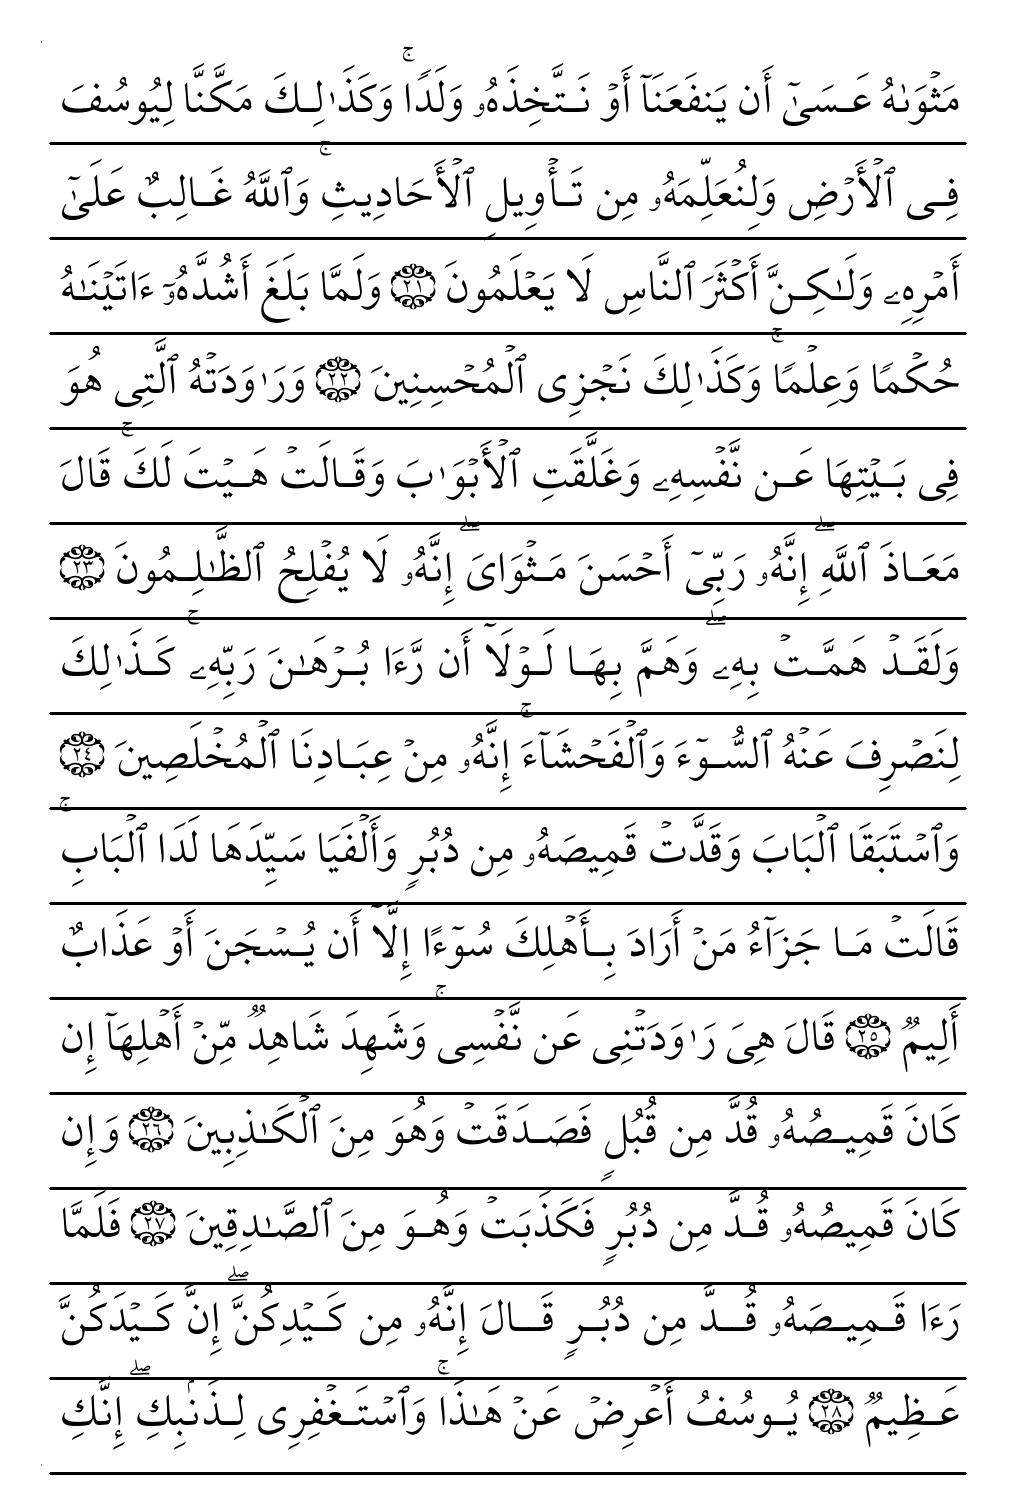 مَثۡوَىٰهُ عَسَىٰٓ أَن يَنفَعَنَآ أَوۡ نَتَّخِذَهُۥ وَلَدٗاۚ وَكَذَٰلِكَ مَكَّنَّا لِيُوسُفَ
فِي ٱلۡأَرۡضِ وَلِنُعَلِّمَهُۥ مِن تَأۡوِيلِ ٱلۡأَحَادِيثِۚ وَٱللَّهُ غَالِبٌ عَلَىٰٓ
أَمۡرِهِۦ وَلَٰكِنَّ أَكۡثَرَ ٱلنَّاسِ لَا يَعۡلَمُونَ ٢١ وَلَمَّا بَلَغَ أَشُدَّهُۥٓ ءَاتَيۡنَٰهُ
حُكۡمٗا وَعِلۡمٗاۚ وَكَذَٰلِكَ نَجۡزِي ٱلۡمُحۡسِنِينَ ٢٢ وَرَٰوَدَتۡهُ ٱلَّتِي هُوَ
فِي بَيۡتِهَا عَن نَّفۡسِهِۦ وَغَلَّقَتِ ٱلۡأَبۡوَٰبَ وَقَالَتۡ هَيۡتَ لَكَۚ قَالَ
مَعَاذَ ٱللَّهِۖ إِنَّهُۥ رَبِّيٓ أَحۡسَنَ مَثۡوَايَۖ إِنَّهُۥ لَا يُفۡلِحُ ٱلظَّٰلِمُونَ ٢٣
وَلَقَدۡ هَمَّتۡ بِهِۦۖ وَهَمَّ بِهَا لَوۡلَآ أَن رَّءَا بُرۡهَٰنَ رَبِّهِۦۚ كَذَٰلِكَ
لِنَصۡرِفَ عَنۡهُ ٱلسُّوٓءَ وَٱلۡفَحۡشَآءَۚ إِنَّهُۥ مِنۡ عِبَادِنَا ٱلۡمُخۡلَصِينَ ٢٤
وَٱسۡتَبَقَا ٱلۡبَابَ وَقَدَّتۡ قَمِيصَهُۥ مِن دُبُرٖ وَأَلۡفَيَا سَيِّدَهَا لَدَا ٱلۡبَابِۚ
قَالَتۡ مَا جَزَآءُ مَنۡ أَرَادَ بِأَهۡلِكَ سُوٓءًا إِلَّآ أَن يُسۡجَنَ أَوۡ عَذَابٌ
أَلِيمٞ ٢٥ قَالَ هِيَ رَٰوَدَتۡنِي عَن نَّفۡسِيۚ وَشَهِدَ شَاهِدٞ مِّنۡ أَهۡلِهَآ إِن
كَانَ قَمِيصُهُۥ قُدَّ مِن قُبُلٖ فَصَدَقَتۡ وَهُوَ مِنَ ٱلۡكَٰذِبِينَ ٢٦ وَإِن
كَانَ قَمِيصُهُۥ قُدَّ مِن دُبُرٖ فَكَذَبَتۡ وَهُوَ مِنَ ٱلصَّٰدِقِينَ ٢٧ فَلَمَّا
رَءَا قَمِيصَهُۥ قُدَّ مِن دُبُرٖ قَالَ إِنَّهُۥ مِن كَيۡدِكُنَّۖ إِنَّ كَيۡدَكُنَّ
عَظِيمٞ ٢٨ يُوسُفُ أَعۡرِضۡ عَنۡ هَٰذَاۚ وَٱسۡتَغۡفِرِي لِذَنۢبِكِۖ إِنَّكِ